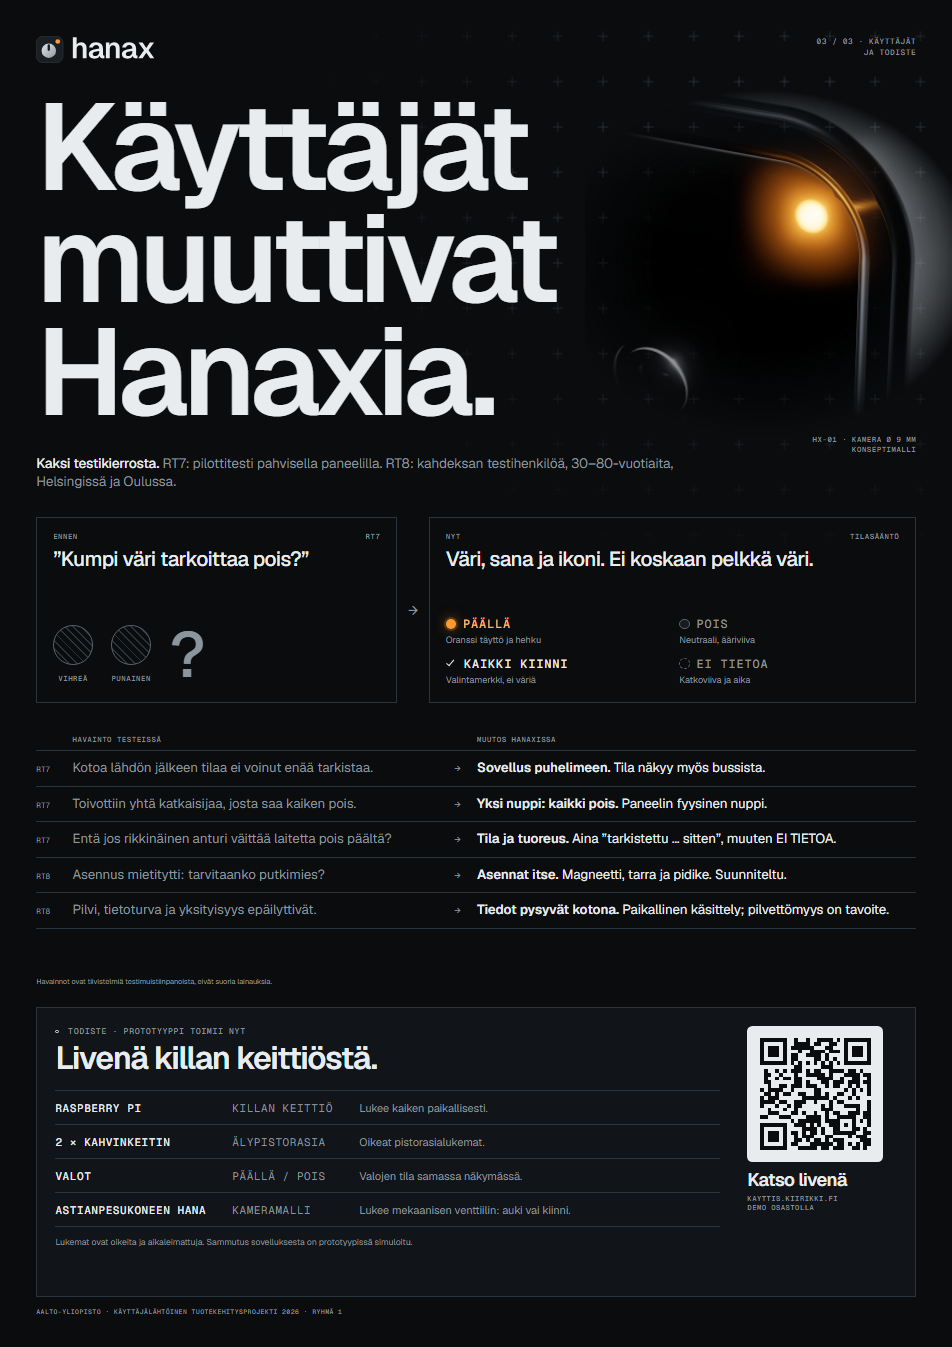 hanax
03 / 03 · KÄYTTÄJÄT
JA TODISTE
Käyttäjät
muuttivat
Hanaxia.
HX-01 · KAMERA Ø 9 MM
KONSEPTIMALLI
Kaksi testikierrosta. RT7: pilottitesti pahvisella paneelilla. RT8: kahdeksan testihenkilöä, 30–80-vuotiaita,
Helsingissä ja Oulussa.
ENNEN
RT7
”Kumpi väri tarkoittaa pois?”
VIHREÄ
PUNAINEN
?
→
NYT
TILASÄÄNTÖ
Väri, sana ja ikoni. Ei koskaan pelkkä väri.
PÄÄLLÄ
Oranssi täyttö ja hehku
POIS
Neutraali, ääriviiva
✓ KAIKKI KIINNI
Valintamerkki, ei väriä
EI TIETOA
Katkoviiva ja aika
HAVAINTO TESTEISSÄ
MUUTOS HANAXISSA
RT7 Kotoa lähdön jälkeen tilaa ei voinut enää tarkistaa. → Sovellus puhelimeen. Tila näkyy myös bussista.
RT7 Toivottiin yhtä katkaisijaa, josta saa kaiken pois. → Yksi nuppi: kaikki pois. Paneelin fyysinen nuppi.
RT7 Entä jos rikkinäinen anturi väittää laitetta pois päältä? → Tila ja tuoreus. Aina ”tarkistettu … sitten”, muuten EI TIETOA.
RT8 Asennus mietitytti: tarvitaanko putkimies? → Asennat itse. Magneetti, tarra ja pidike. Suunniteltu.
RT8 Pilvi, tietoturva ja yksityisyys epäilyttivät. → Tiedot pysyvät kotona. Paikallinen käsittely; pilvettömyys on tavoite.
Havainnot ovat tiivistelmiä testimuistiinpanoista, eivät suoria lainauksia.
TODISTE · PROTOTYYPPI TOIMII NYT
Livenä killan keittiöstä.
RASPBERRY PI KILLAN KEITTIÖ Lukee kaiken paikallisesti.
2 × KAHVINKEITIN ÄLYPISTORASIA Oikeat pistorasialukemat.
VALOT PÄÄLLÄ / POIS Valojen tila samassa näkymässä.
ASTIANPESUKONEEN HANA KAMERAMALLI Lukee mekaanisen venttiilin: auki vai kiinni.
Lukemat ovat oikeita ja aikaleimattuja. Sammutus sovelluksesta on prototyypissä simuloitu.
Katso livenä
KAYTTIS.KIIRIKKI.FI
DEMO OSASTOLLA
AALTO-YLIOPISTO · KÄYTTÄJÄLÄHTÖINEN TUOTEKEHITYSPROJEKTI 2026 · RYHMÄ 1